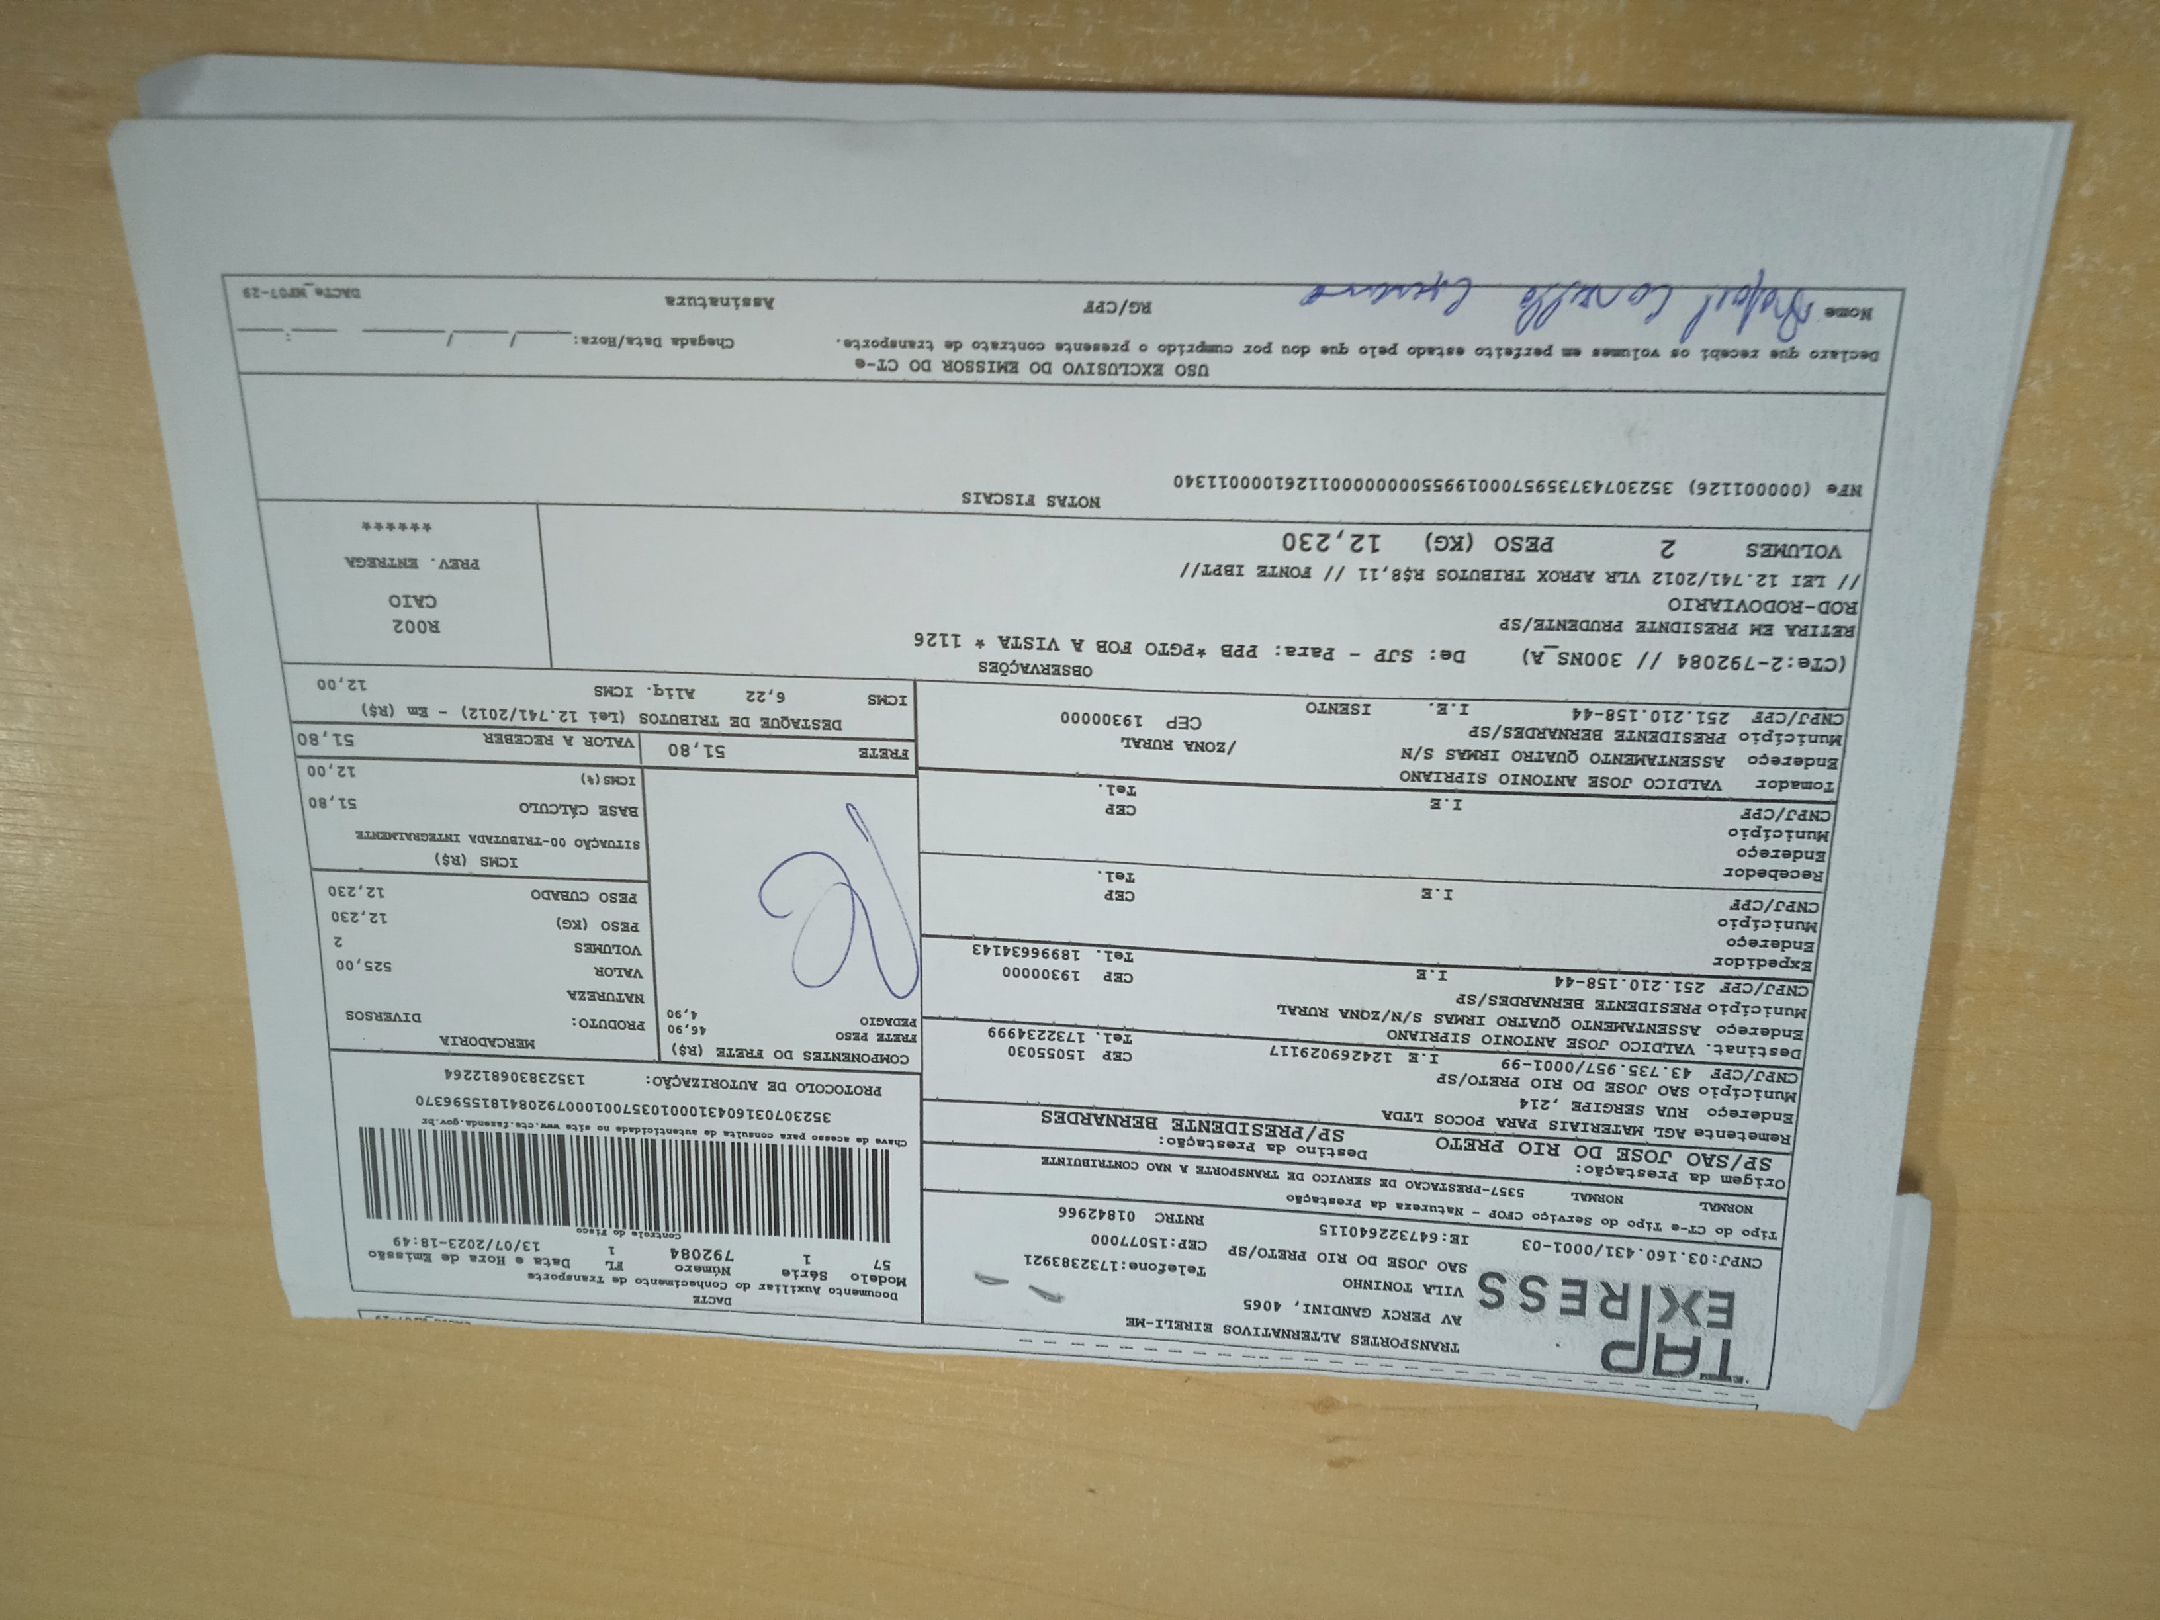 TAP
EXPRESS
TRANSPORTES ALTERNATIVOS EIRELI-ME
AV PERCY GANDINI, 4065
VILA TONINHO Telefone:1732383921
SAO JOSE DO RIO PRETO/SP CEP:15077000
CNPJ:03.160.431/0001-03 IE:647322640115 RNTRC 01842966
DACTE
Documento Auxiliar do Conhecimento de Transporte
Modelo Série Número FL Data e Hora de Emissão
57 1 792084 1 13/07/2023-18:49
Controle do Fisco
Chave de acesso para consulta de autenticidade no site www.cte.fazenda.gov.br
35230703160431000103570010007920841815596370
PROTOCOLO DE AUTORIZAÇÃO: 135238306812264
Tipo do CT-e Tipo do Serviço CFOP - Natureza da Prestação
NORMAL NORMAL 5357-PRESTACAO DE SERVICO DE TRANSPORTE A NAO CONTRIBUINTE
Origem da Prestação: Destino da Prestação:
SP/SAO JOSE DO RIO PRETO SP/PRESIDENTE BERNARDES
Remetente AGL MATERIAIS PARA POCOS LTDA
Endereço RUA SERGIPE ,214
Município SAO JOSE DO RIO PRETO/SP CEP 15055030
CNPJ/CPF 43.735.957/0001-99 I.E 124269029117 Tel. 1732234999
Destinat. VALDICO JOSE ANTONIO SIPRIANO
Endereço ASSENTAMENTO QUATRO IRMAS S/N/ZONA RURAL
Município PRESIDENTE BERNARDES/SP CEP 19300000
CNPJ/CPF 251.210.158-44 I.E Tel. 18996634143
Expedidor
Endereço
Município CEP
CNPJ/CPF I.E Tel.
Recebedor
Endereço
Município CEP
CNPJ/CPF I.E Tel.
Tomador VALDICO JOSE ANTONIO SIPRIANO
Endereço ASSENTAMENTO QUATRO IRMAS S/N /ZONA RURAL
Município PRESIDENTE BERNARDES/SP CEP 19300000
CNPJ/CPF 251.210.158-44 I.E. ISENTO
COMPONENTES DO FRETE (R$)
FRETE PESO 46,90
PEDAGIO 4,90
MERCADORIA
PRODUTO: DIVERSOS
NATUREZA
VALOR 525,00
VOLUMES 2
PESO (KG) 12,230
PESO CUBADO 12,230
ICMS (R$)
SITUAÇÃO 00-TRIBUTADA INTEGRALMENTE
BASE CÁLCULO 51,80
ICMS(%) 12,00
FRETE 51,80 VALOR A RECEBER 51,80
DESTAQUE DE TRIBUTOS (Lei 12.741/2012) - Em (R$)
ICMS 6,22 Aliq. ICMS 12,00
OBSERVAÇÕES
(CTe:2-792084 // 300NS_A) De: SJP - Para: PPB *PGTO FOB A VISTA * 1126
RETIRA EM PRESIDNTE PRUDENTE/SP
ROD-RODOVIARIO
// LEI 12.741/2012 VLR APROX TRIBUTOS R$8,11 // FONTE IBPT//
VOLUMES 2 PESO (KG) 12,230
R002
CAIO
PREV. ENTREGA
******
NOTAS FISCAIS
NFe (000001126) 35230743735957000199550000000011261000011340
USO EXCLUSIVO DO EMISSOR DO CT-e
Declaro que recebi os volumes em perfeito estado pelo que dou por cumprido o presente contrato de transporte. Chegada Data/Hora: ____/____/____ ___:___
Nome RG/CPF Assinatura
DACTe_MF07-29